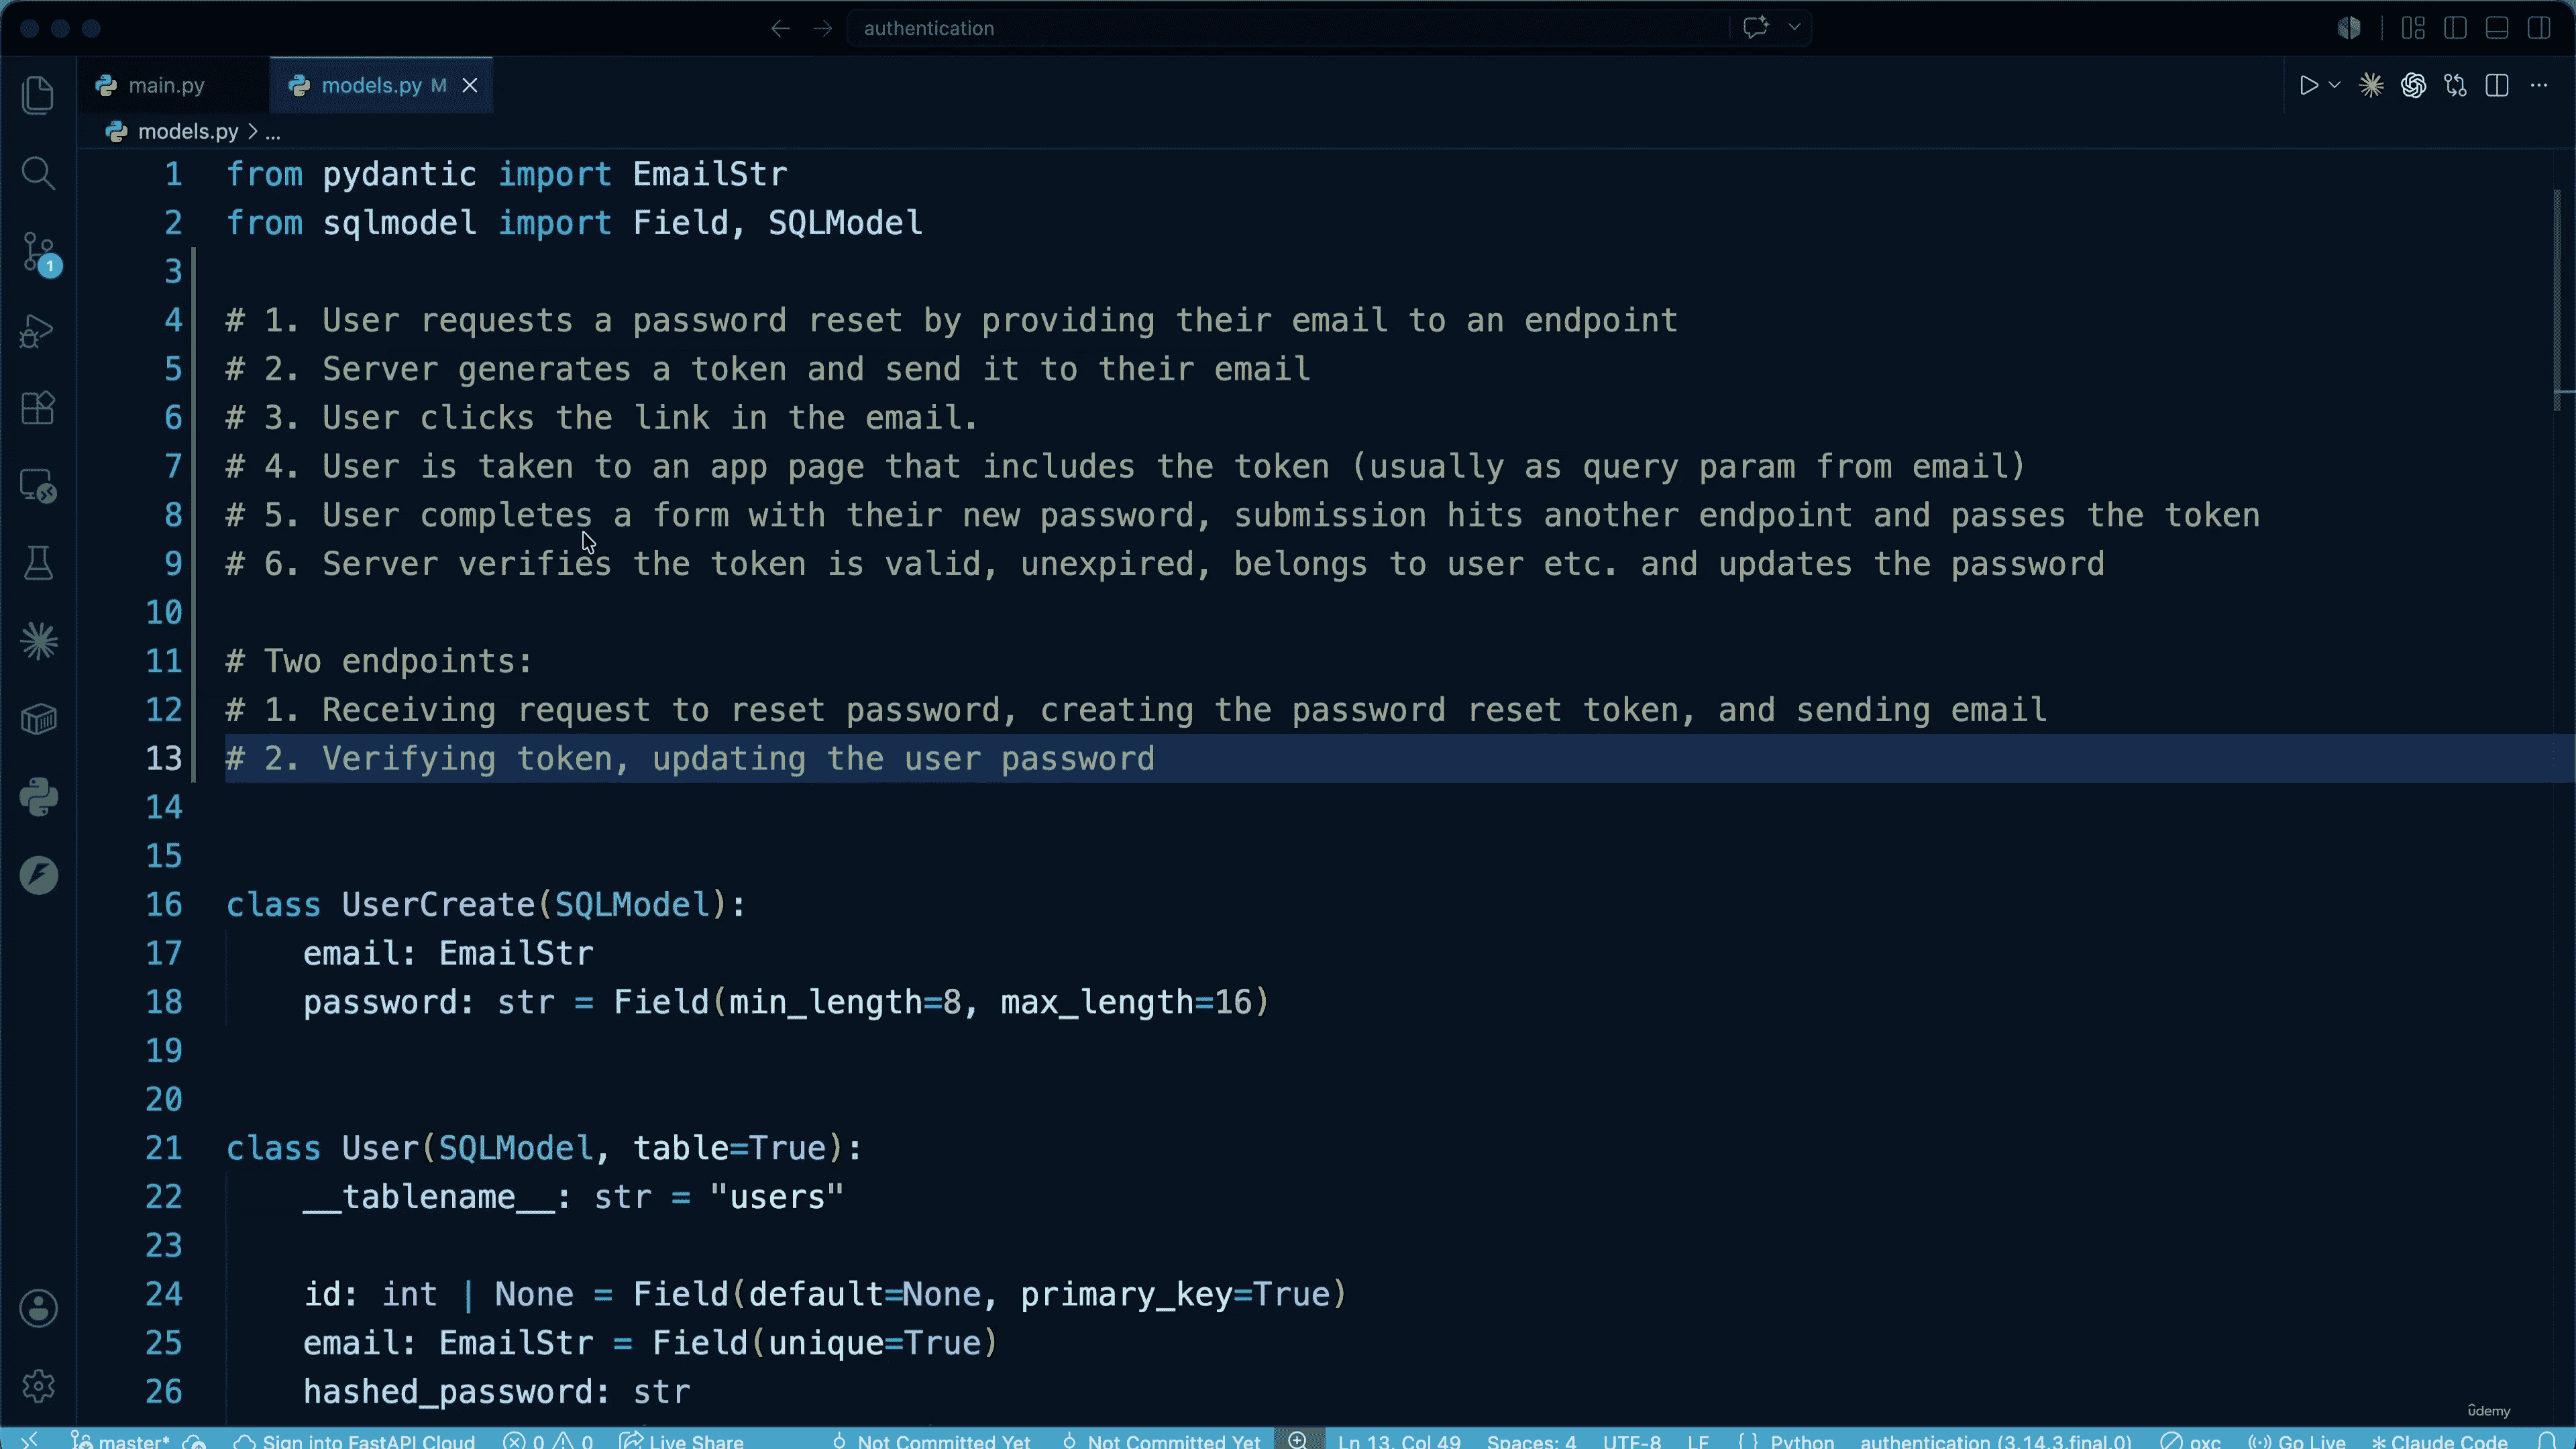 authentication
main.py
models.py M
models.py > ...
1 from pydantic import EmailStr
2 from sqlmodel import Field, SQLModel
3
4 # 1. User requests a password reset by providing their email to an endpoint
5 # 2. Server generates a token and send it to their email
6 # 3. User clicks the link in the email.
7 # 4. User is taken to an app page that includes the token (usually as query param from email)
8 # 5. User completes a form with their new password, submission hits another endpoint and passes the token
9 # 6. Server verifies the token is valid, unexpired, belongs to user etc. and updates the password
10
11 # Two endpoints:
12 # 1. Receiving request to reset password, creating the password reset token, and sending email
13 # 2. Verifying token, updating the user password
14
15
16 class UserCreate(SQLModel):
17     email: EmailStr
18     password: str = Field(min_length=8, max_length=16)
19
20
21 class User(SQLModel, table=True):
22     __tablename__: str = "users"
23
24     id: int | None = Field(default=None, primary_key=True)
25     email: EmailStr = Field(unique=True)
26     hashed_password: str
1
ûdemy
master* Sign into FastAPI Cloud 0 0 Live Share Not Committed Yet Not Committed Yet Ln 13, Col 49 Spaces: 4 UTF-8 LF { } Python authentication (3.14.3.final.0) oxc Go Live Claude Code